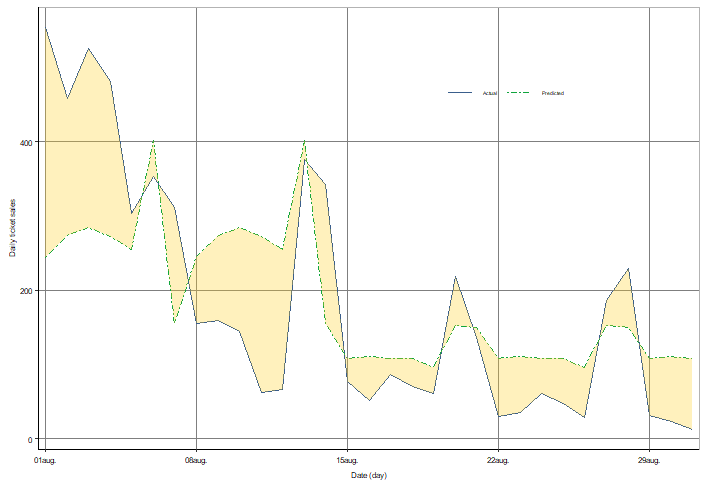 Actual Predicted
400
200
0
Daily ticket sales
01aug. 08aug. 15aug. 22aug. 29aug.
Date (day)